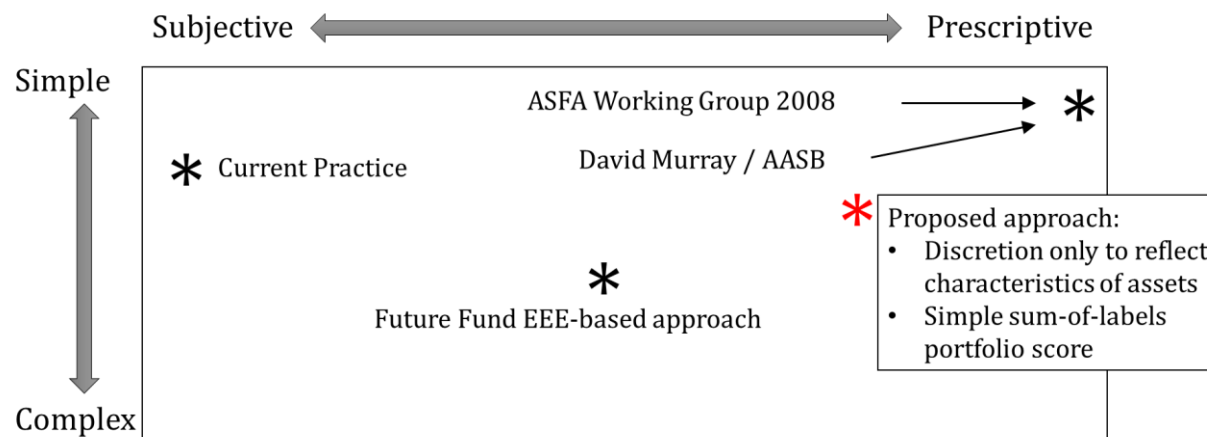 Subjective
Prescriptive
Simple
ASFA Working Group 2008
David Murray / AASB
Current Practice
Proposed approach:
• Discretion only to reflect
characteristics of assets
• Simple sum-of-labels
portfolio score
Future Fund EEE-based approach
Complex